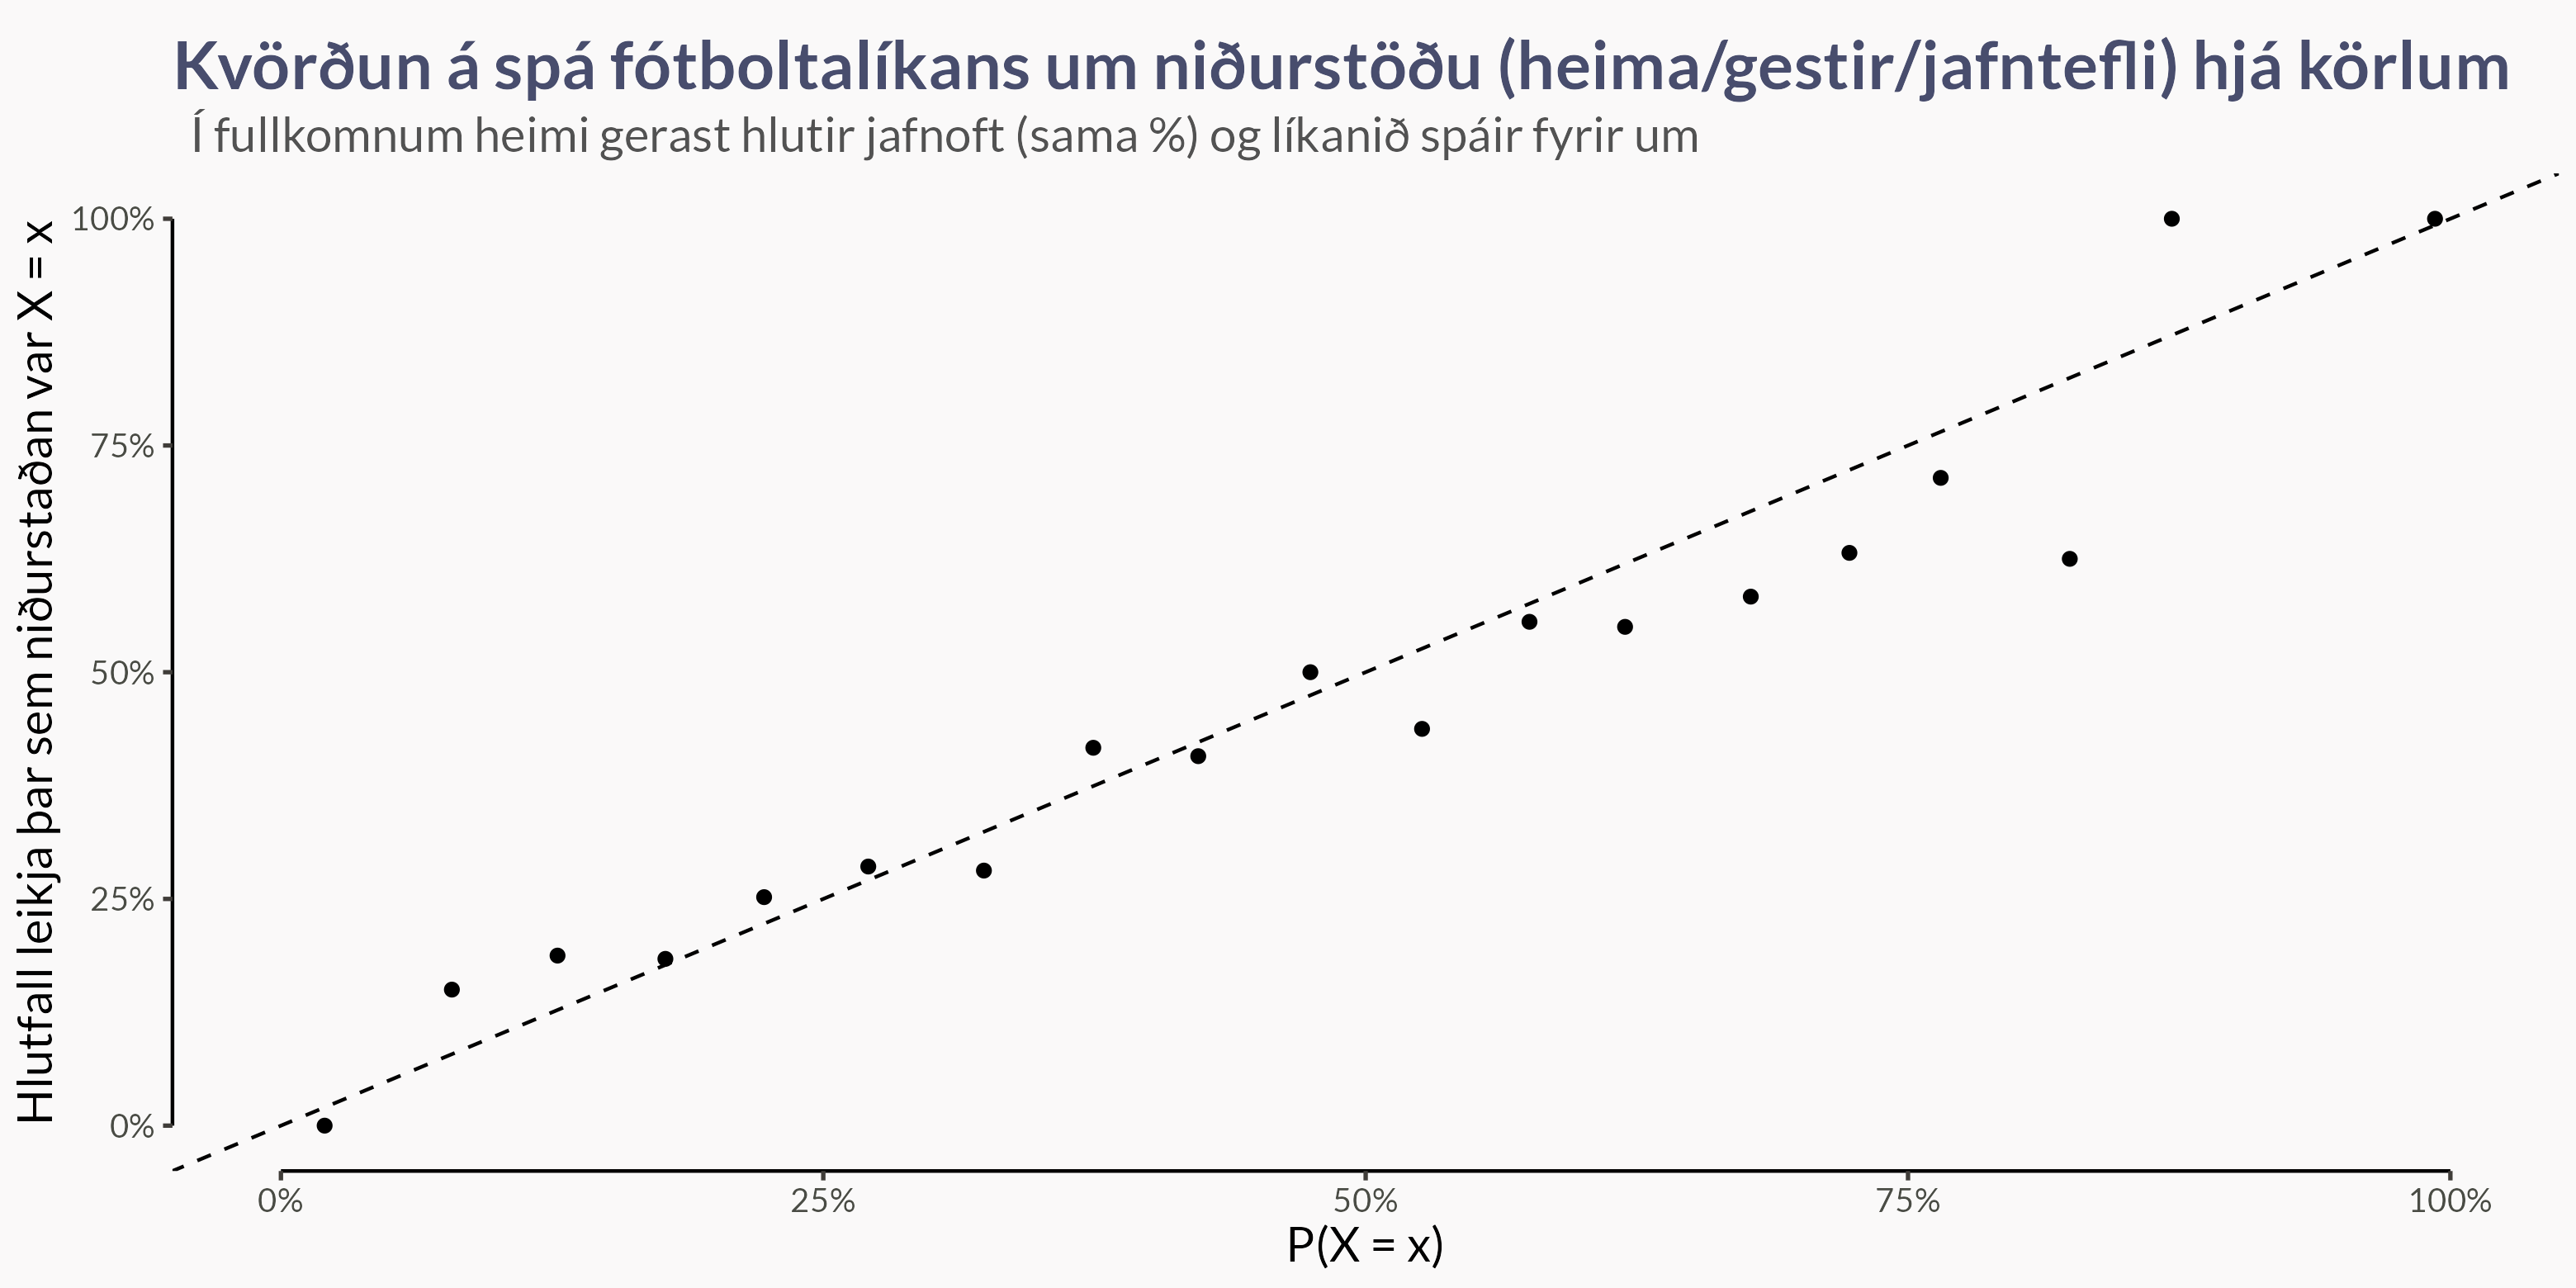 Kvörðun á spá fótboltalíkans um niðurstöðu (heima/gestir/jafntefli) hjá körlum
Í fullkomnum heimi gerast hlutir jafnoft (sama %) og líkanið spáir fyrir um
Hlutfall leikja þar sem niðurstaðan var X = x
100%
75%
50%
25%
0%
0%
25%
50%
75%
100%
P(X = x)